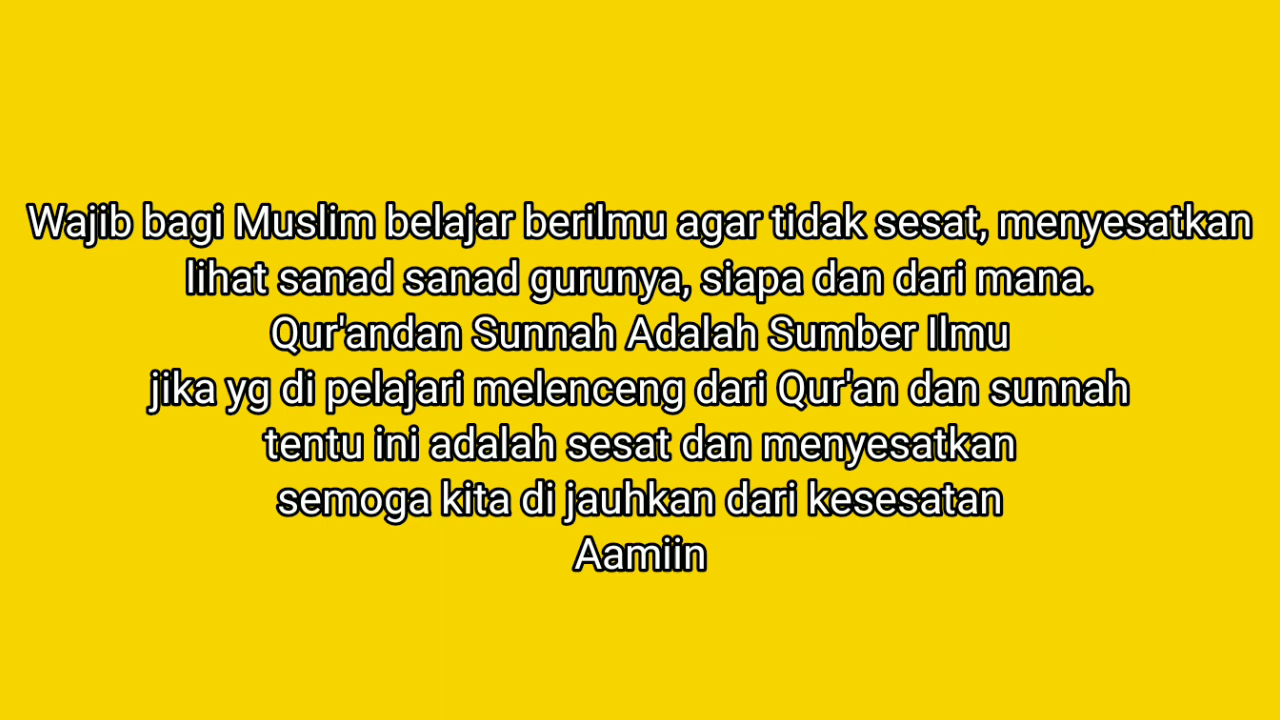 Wajib bagi Muslim belajar berilmu agar tidak sesat, menyesatkan
lihat sanad sanad gurunya, siapa dan dari mana.
Qur'andan Sunnah Adalah Sumber Ilmu
jika yg di pelajari melenceng dari Qur'an dan sunnah
tentu ini adalah sesat dan menyesatkan
semoga kita di jauhkan dari kesesatan
Aamiin